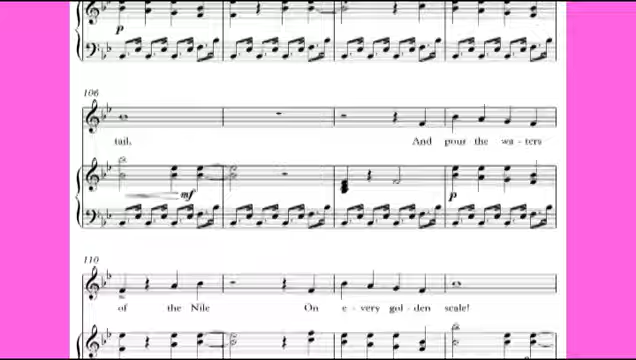 p
106
tail. And pour the wa - ters
mf p
110
of the Nile On e - very gol - den scale!